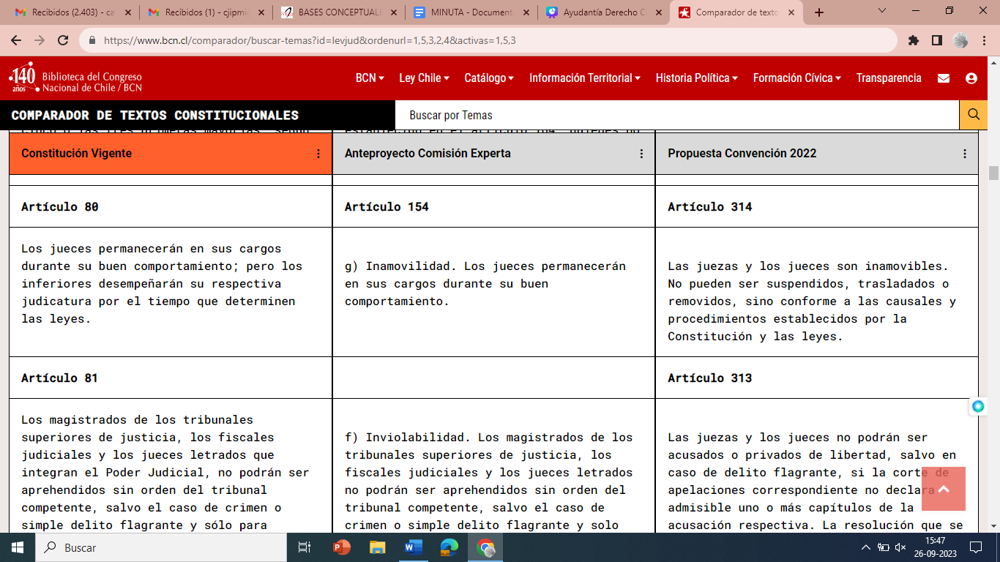 Recibidos (2.403) - ca
Recibidos (1) - cjipmig
BASES CONCEPTUALE
MINUTA - Document
Ayudantía Derecho C
Comparador de texto
https://www.bcn.cl/comparador/buscar-temas?id=levjud&ordenurl=1,5,3,2,4&activas=1,5,3
140
años
Biblioteca del Congreso
Nacional de Chile / BCN
BCN
Ley Chile
Catálogo
Información Territorial
Historia Política
Formación Cívica
Transparencia
COMPARADOR DE TEXTOS CONSTITUCIONALES
Buscar por Temas
Constitución Vigente
Anteproyecto Comisión Experta
Propuesta Convención 2022
Artículo 80
Artículo 154
Artículo 314
Los jueces permanecerán en sus cargos
durante su buen comportamiento; pero los
inferiores desempeñarán su respectiva
judicatura por el tiempo que determinen
las leyes.
g) Inamovilidad. Los jueces permanecerán
en sus cargos durante su buen
comportamiento.
Las juezas y los jueces son inamovibles.
No pueden ser suspendidos, trasladados o
removidos, sino conforme a las causales y
procedimientos establecidos por la
Constitución y las leyes.
Artículo 81
Artículo 313
Los magistrados de los tribunales
superiores de justicia, los fiscales
judiciales y los jueces letrados que
integran el Poder Judicial, no podrán ser
aprehendidos sin orden del tribunal
competente, salvo el caso de crimen o
simple delito flagrante y sólo para
f) Inviolabilidad. Los magistrados de los
tribunales superiores de justicia, los
fiscales judiciales y los jueces letrados
no podrán ser aprehendidos sin orden del
tribunal competente, salvo el caso de
crimen o simple delito flagrante y solo
Las juezas y los jueces no podrán ser
acusados o privados de libertad, salvo en
caso de delito flagrante, si la corte de
apelaciones correspondiente no declara
admisible uno o más capítulos de la
acusación respectiva. La resolución que se
Buscar
15:47
26-09-2023